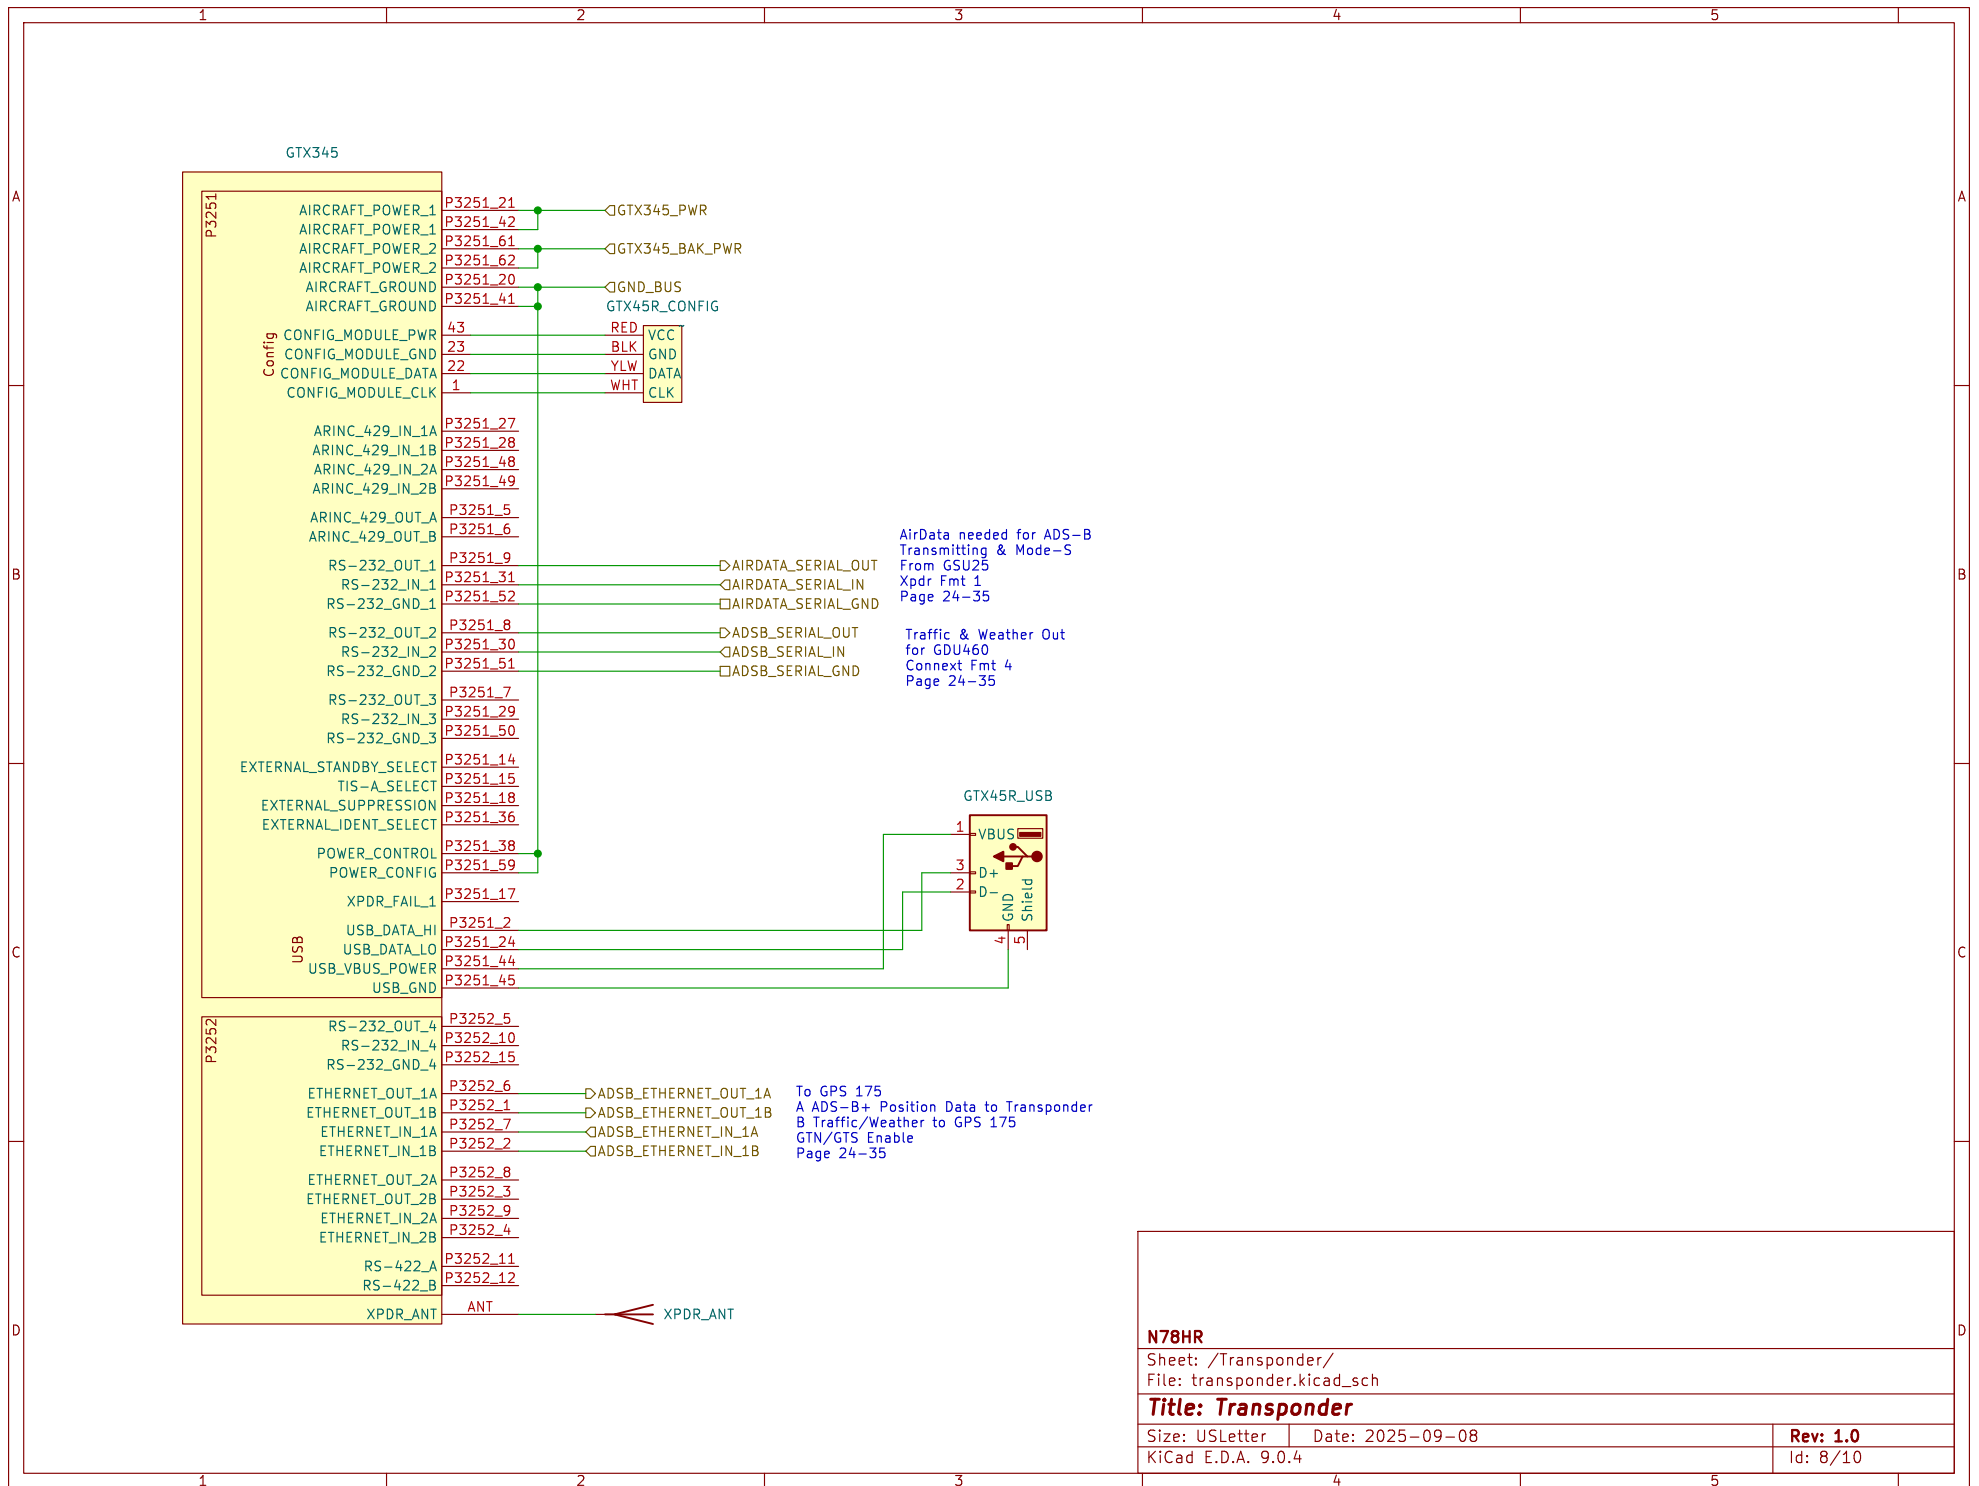 1 2 3 4 5
A A
B B
C C
D D
1 2 3 4 5
GTX345
P3251
AIRCRAFT_POWER_1 P3251_21 GTX345_PWR
AIRCRAFT_POWER_1 P3251_42
AIRCRAFT_POWER_2 P3251_61 GTX345_BAK_PWR
AIRCRAFT_POWER_2 P3251_62
AIRCRAFT_GROUND P3251_20 GND_BUS
AIRCRAFT_GROUND P3251_41
GTX45R_CONFIG
Config
CONFIG_MODULE_PWR 43 RED VCC
CONFIG_MODULE_GND 23 BLK GND
CONFIG_MODULE_DATA 22 YLW DATA
CONFIG_MODULE_CLK 1 WHT CLK
ARINC_429_IN_1A P3251_27
ARINC_429_IN_1B P3251_28
ARINC_429_IN_2A P3251_48
ARINC_429_IN_2B P3251_49
ARINC_429_OUT_A P3251_5
ARINC_429_OUT_B P3251_6
RS-232_OUT_1 P3251_9 AIRDATA_SERIAL_OUT
RS-232_IN_1 P3251_31 AIRDATA_SERIAL_IN
RS-232_GND_1 P3251_52 AIRDATA_SERIAL_GND
AirData needed for ADS-B
Transmitting & Mode-S
From GSU25
Xpdr Fmt 1
Page 24-35
RS-232_OUT_2 P3251_8 ADSB_SERIAL_OUT
RS-232_IN_2 P3251_30 ADSB_SERIAL_IN
RS-232_GND_2 P3251_51 ADSB_SERIAL_GND
Traffic & Weather Out
for GDU460
Connext Fmt 4
Page 24-35
RS-232_OUT_3 P3251_7
RS-232_IN_3 P3251_29
RS-232_GND_3 P3251_50
EXTERNAL_STANDBY_SELECT P3251_14
TIS-A_SELECT P3251_15
EXTERNAL_SUPPRESSION P3251_18
EXTERNAL_IDENT_SELECT P3251_36
POWER_CONTROL P3251_38
POWER_CONFIG P3251_59
XPDR_FAIL_1 P3251_17
USB
USB_DATA_HI P3251_2
USB_DATA_LO P3251_24
USB_VBUS_POWER P3251_44
USB_GND P3251_45
GTX45R_USB
1 VBUS
3 D+
2 D-
GND Shield
4 5
P3252
RS-232_OUT_4 P3252_5
RS-232_IN_4 P3252_10
RS-232_GND_4 P3252_15
ETHERNET_OUT_1A P3252_6 ADSB_ETHERNET_OUT_1A
ETHERNET_OUT_1B P3252_1 ADSB_ETHERNET_OUT_1B
ETHERNET_IN_1A P3252_7 ADSB_ETHERNET_IN_1A
ETHERNET_IN_1B P3252_2 ADSB_ETHERNET_IN_1B
To GPS 175
A ADS-B+ Position Data to Transponder
B Traffic/Weather to GPS 175
GTN/GTS Enable
Page 24-35
ETHERNET_OUT_2A P3252_8
ETHERNET_OUT_2B P3252_3
ETHERNET_IN_2A P3252_9
ETHERNET_IN_2B P3252_4
RS-422_A P3252_11
RS-422_B P3252_12
XPDR_ANT ANT XPDR_ANT
N78HR
Sheet: /Transponder/
File: transponder.kicad_sch
Title: Transponder
Size: USLetter Date: 2025-09-08 Rev: 1.0
KiCad E.D.A. 9.0.4 Id: 8/10